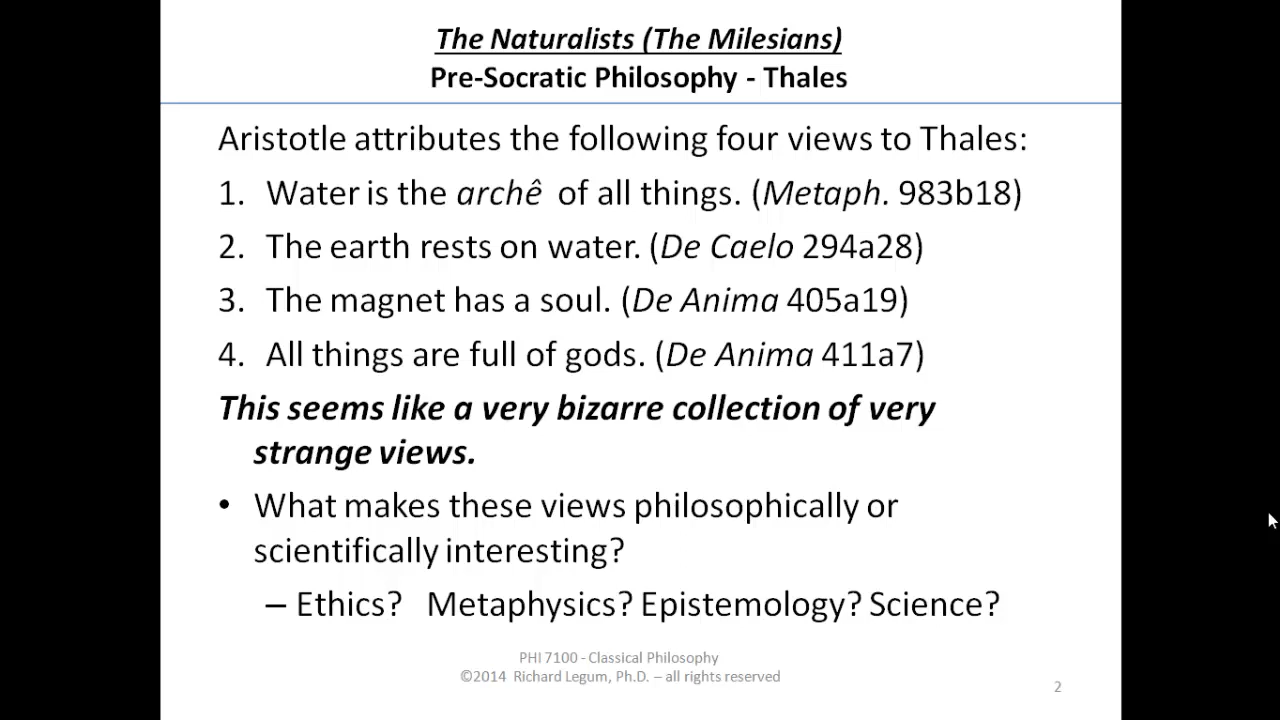 The Naturalists (The Milesians)
Pre-Socratic Philosophy - Thales
Aristotle attributes the following four views to Thales:
1. Water is the archê of all things. (Metaph. 983b18)
2. The earth rests on water. (De Caelo 294a28)
3. The magnet has a soul. (De Anima 405a19)
4. All things are full of gods. (De Anima 411a7)
This seems like a very bizarre collection of very
strange views.
• What makes these views philosophically or
scientifically interesting?
– Ethics? Metaphysics? Epistemology? Science?
PHI 7100 - Classical Philosophy
©2014 Richard Legum, Ph.D. – all rights reserved
2